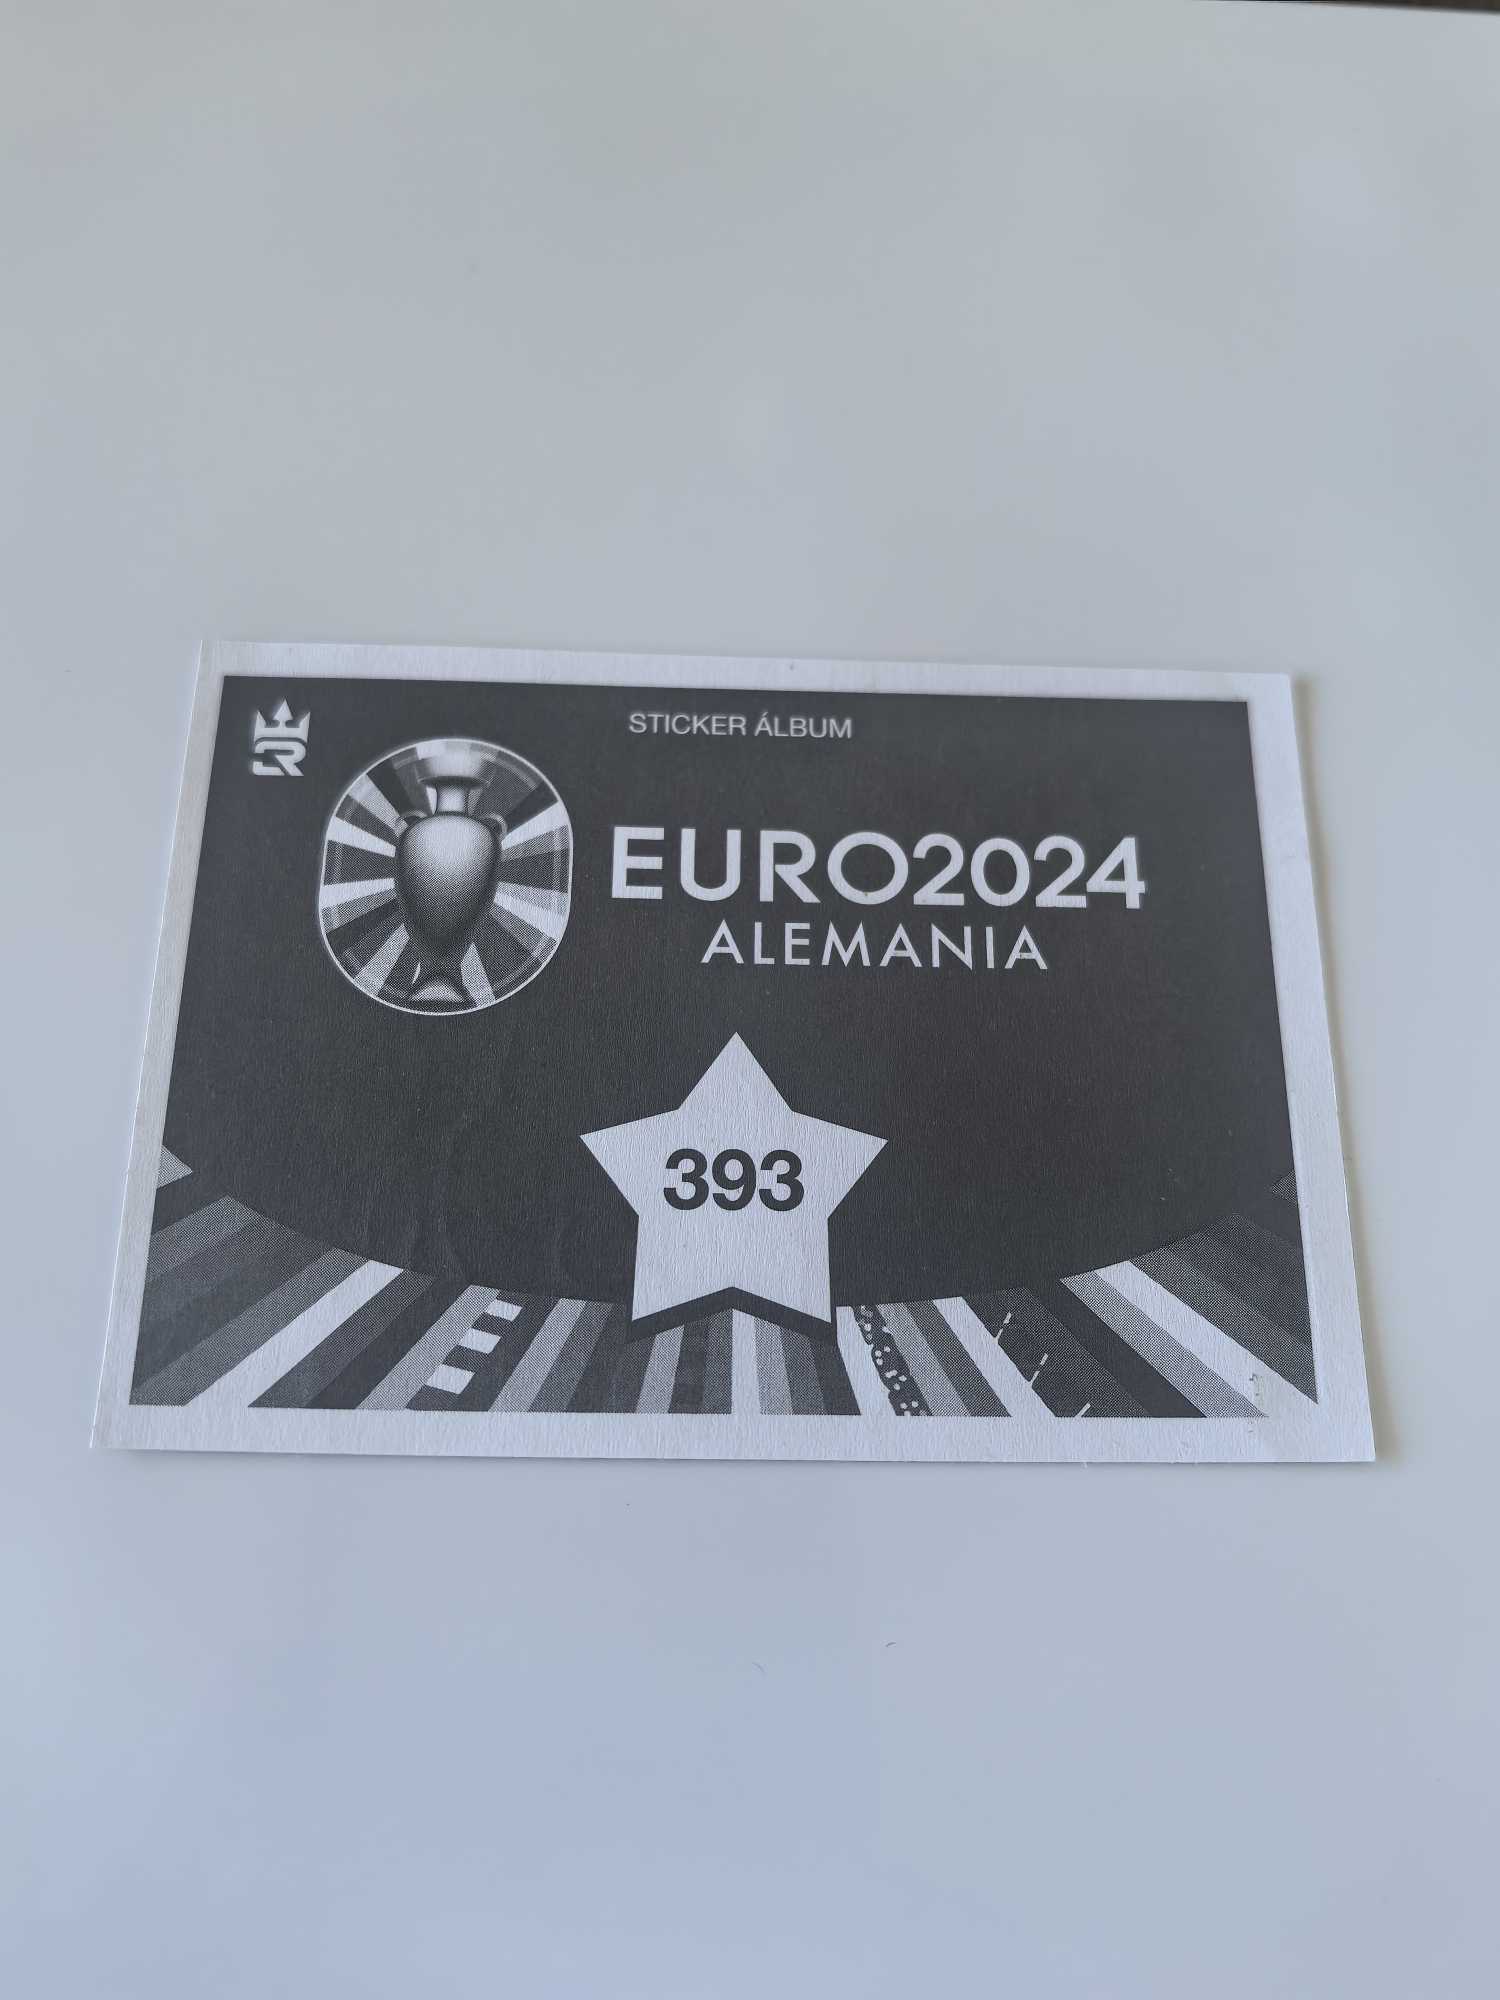 STICKER ÁLBUM
EURO2024
ALEMANIA
393